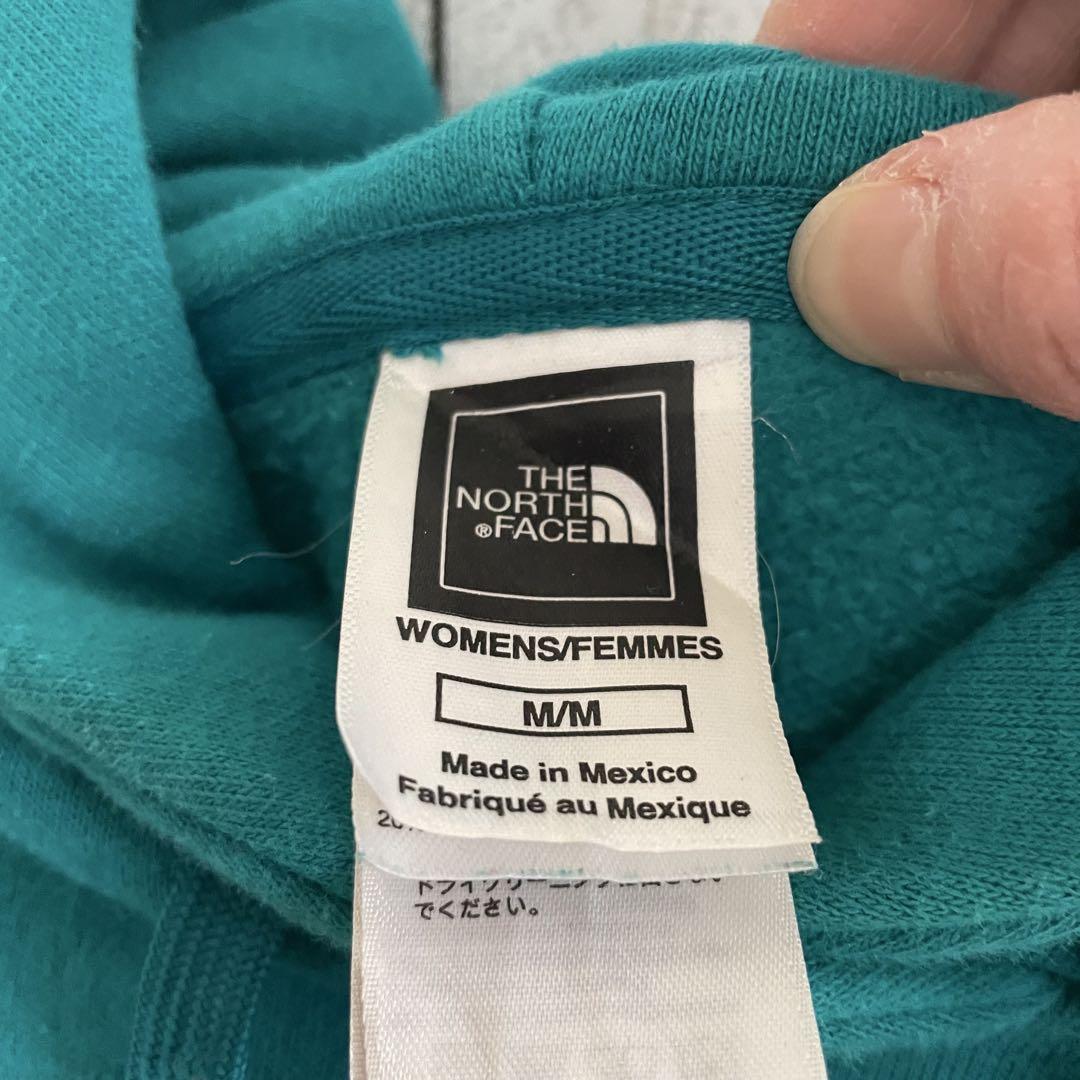 THE
NORTH
®FACE
WOMENS/FEMMES
M/M
Made in Mexico
Fabriqué au Mexique
でください。